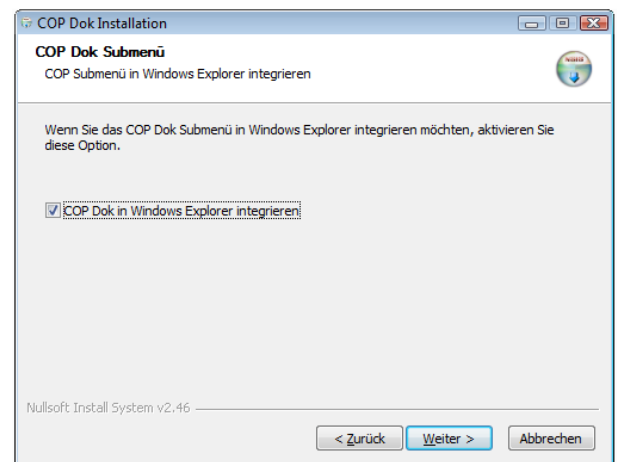 COP Dok Installation
COP Dok Submenü
COP Submenü in Windows Explorer integrieren
Wenn Sie das COP Dok Submenü in Windows Explorer integrieren möchten, aktivieren Sie
diese Option.
COP Dok in Windows Explorer integrieren
Nullsoft Install System v2.46
< Zurück
Weiter >
Abbrechen